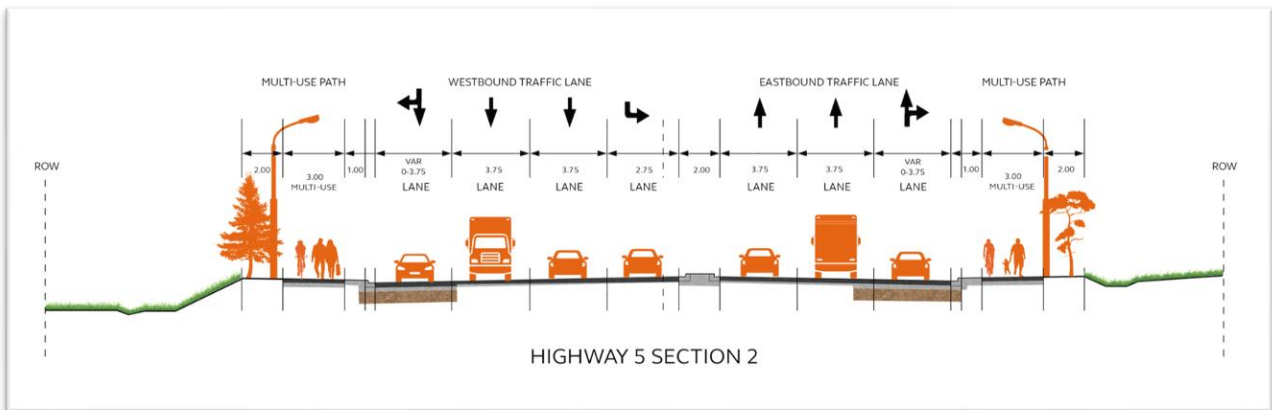 MULTI-USE PATH
WESTBOUND TRAFFIC LANE
EASTBOUND TRAFFIC LANE
MULTI-USE PATH
ROW
2.00
3.00
MULTI-USE
1.00
VAR
0-3.75
LANE
3.75
LANE
3.75
LANE
2.75
LANE
2.00
3.75
LANE
3.75
LANE
VAR
0-3.75
LANE
1.00
3.00
MULTI-USE
2.00
ROW
HIGHWAY 5 SECTION 2